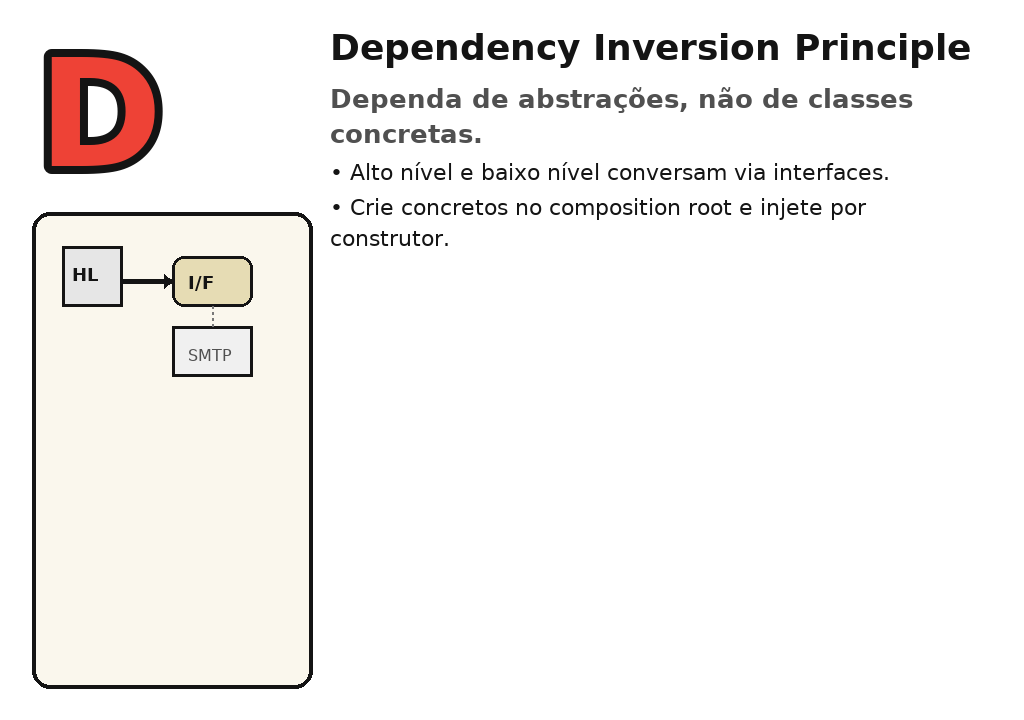 D
Dependency Inversion Principle
Dependa de abstrações, não de classes
concretas.
• Alto nível e baixo nível conversam via interfaces.
• Crie concretos no composition root e injete por
construtor.
HL
I/F
SMTP